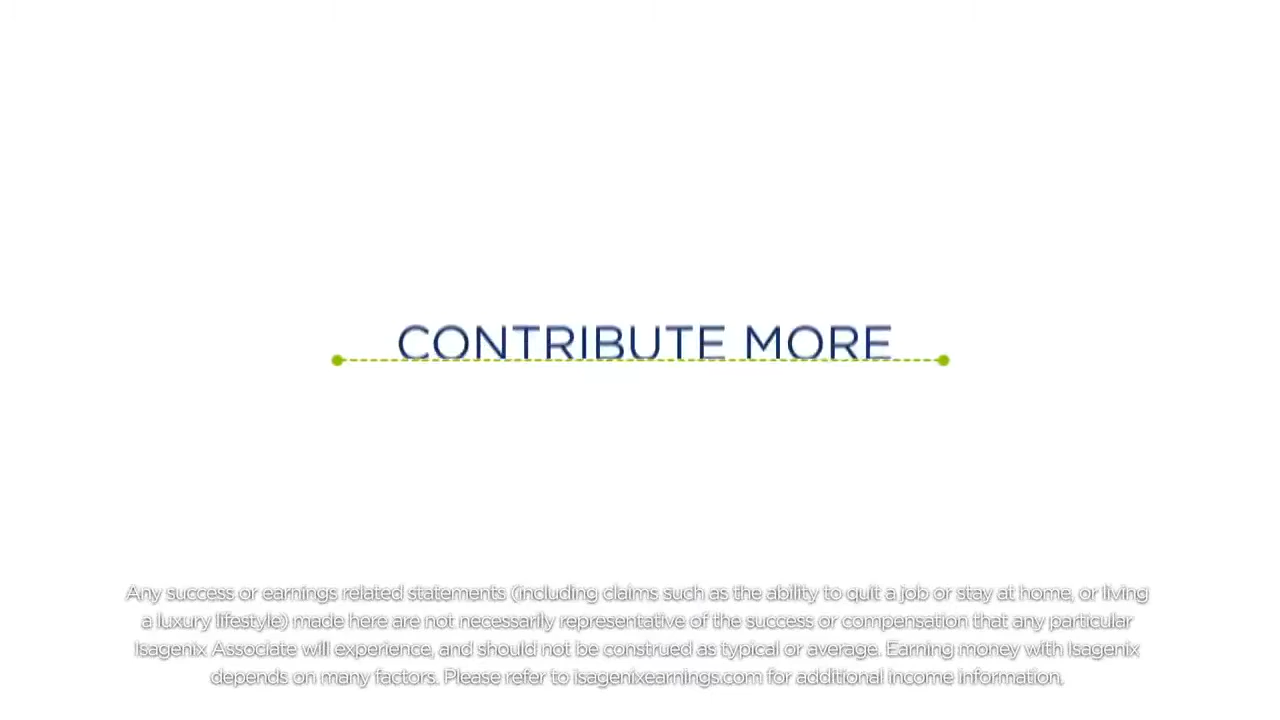 CONTRIBUTE MORE
Any success or earnings related statements (including claims such as the ability to quit a job or stay at home, or living
a luxury lifestyle) made here are not necessarily representative of the success or compensation that any particular
Isagenix Associate will experience, and should not be construed as typical or average. Earning money with Isagenix
depends on many factors. Please refer to isagenixearnings.com for additional income information.